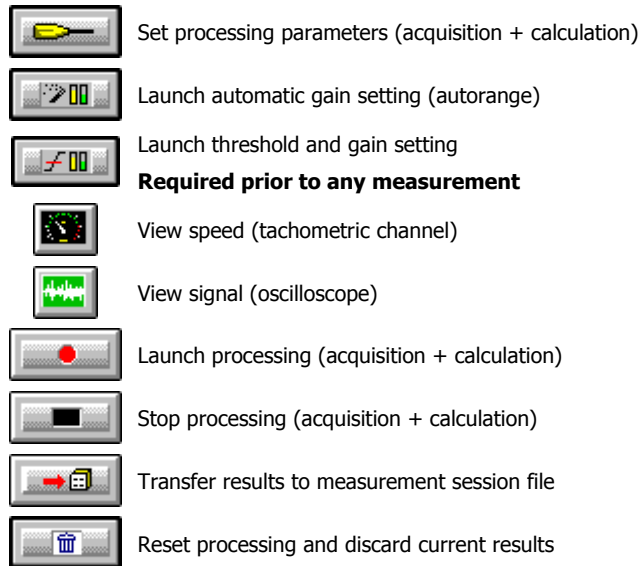 Set processing parameters (acquisition + calculation)
Launch automatic gain setting (autorange)
Launch threshold and gain setting
Required prior to any measurement
View speed (tachometric channel)
View signal (oscilloscope)
Launch processing (acquisition + calculation)
Stop processing (acquisition + calculation)
Transfer results to measurement session file
Reset processing and discard current results